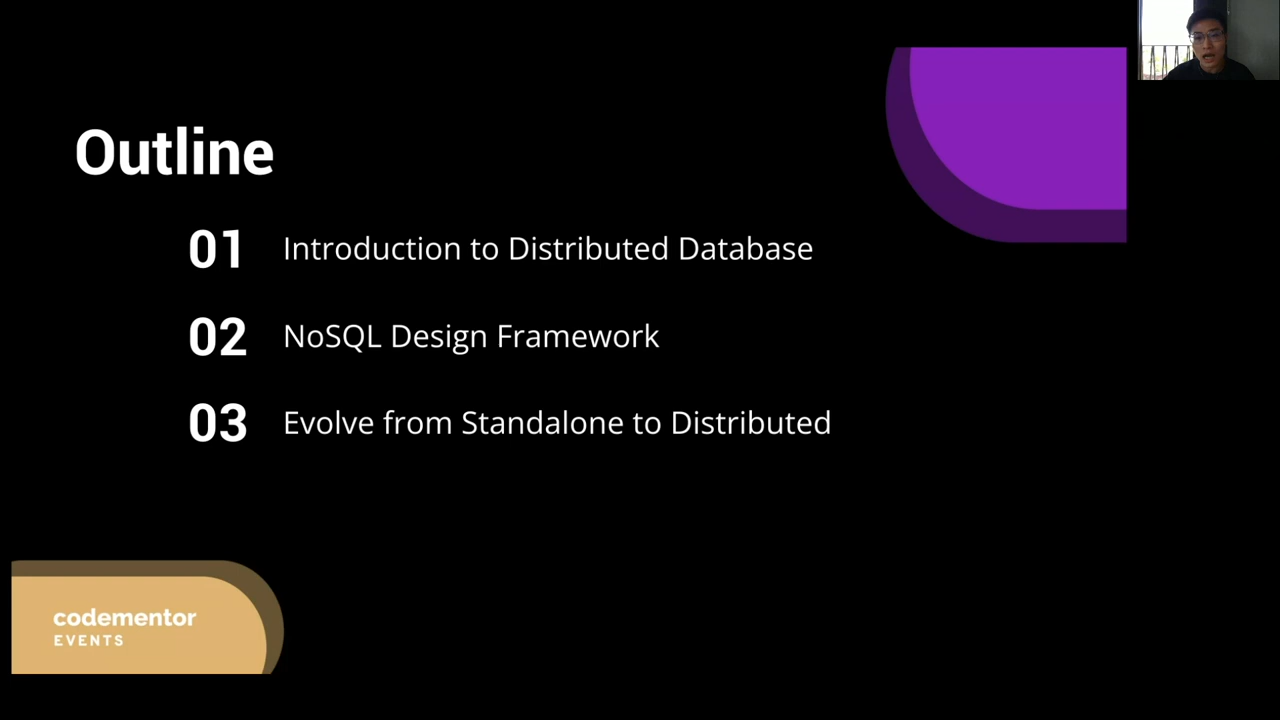 Outline
01 Introduction to Distributed Database
02 NoSQL Design Framework
03 Evolve from Standalone to Distributed
codementor
EVENTS